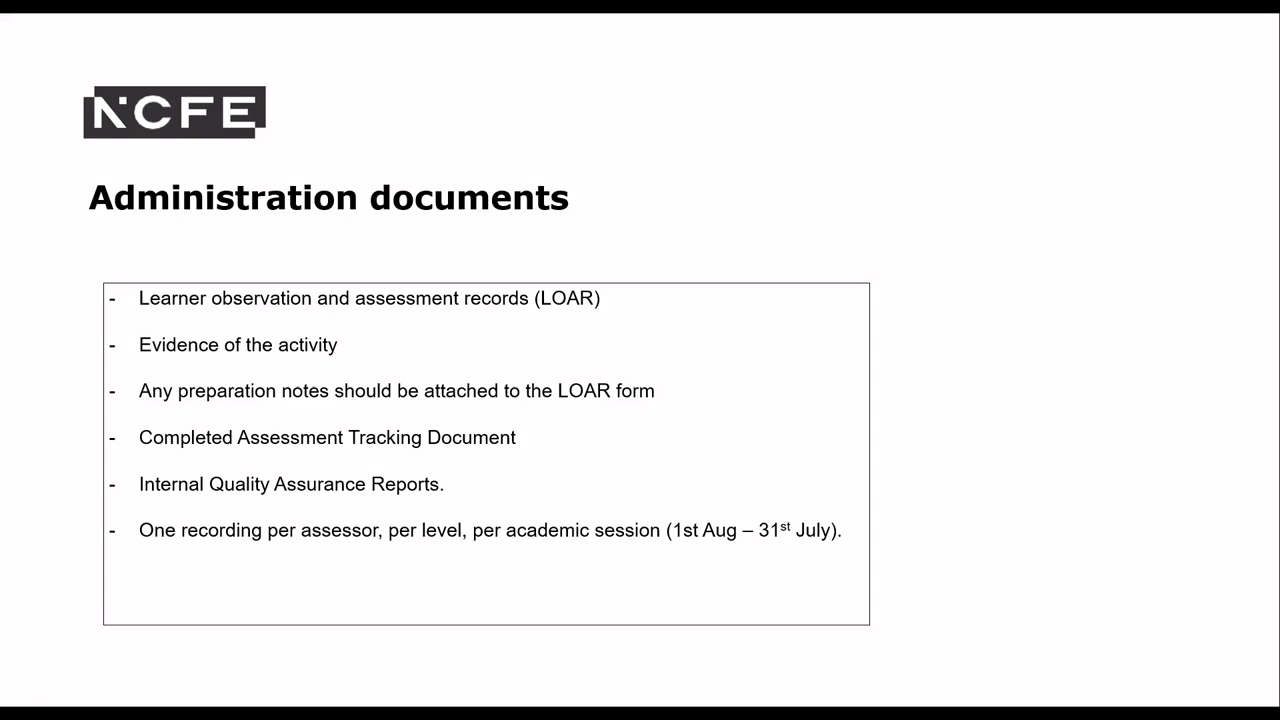 NCFE
Administration documents
- Learner observation and assessment records (LOAR)
- Evidence of the activity
- Any preparation notes should be attached to the LOAR form
- Completed Assessment Tracking Document
- Internal Quality Assurance Reports.
- One recording per assessor, per level, per academic session (1st Aug – 31st July).